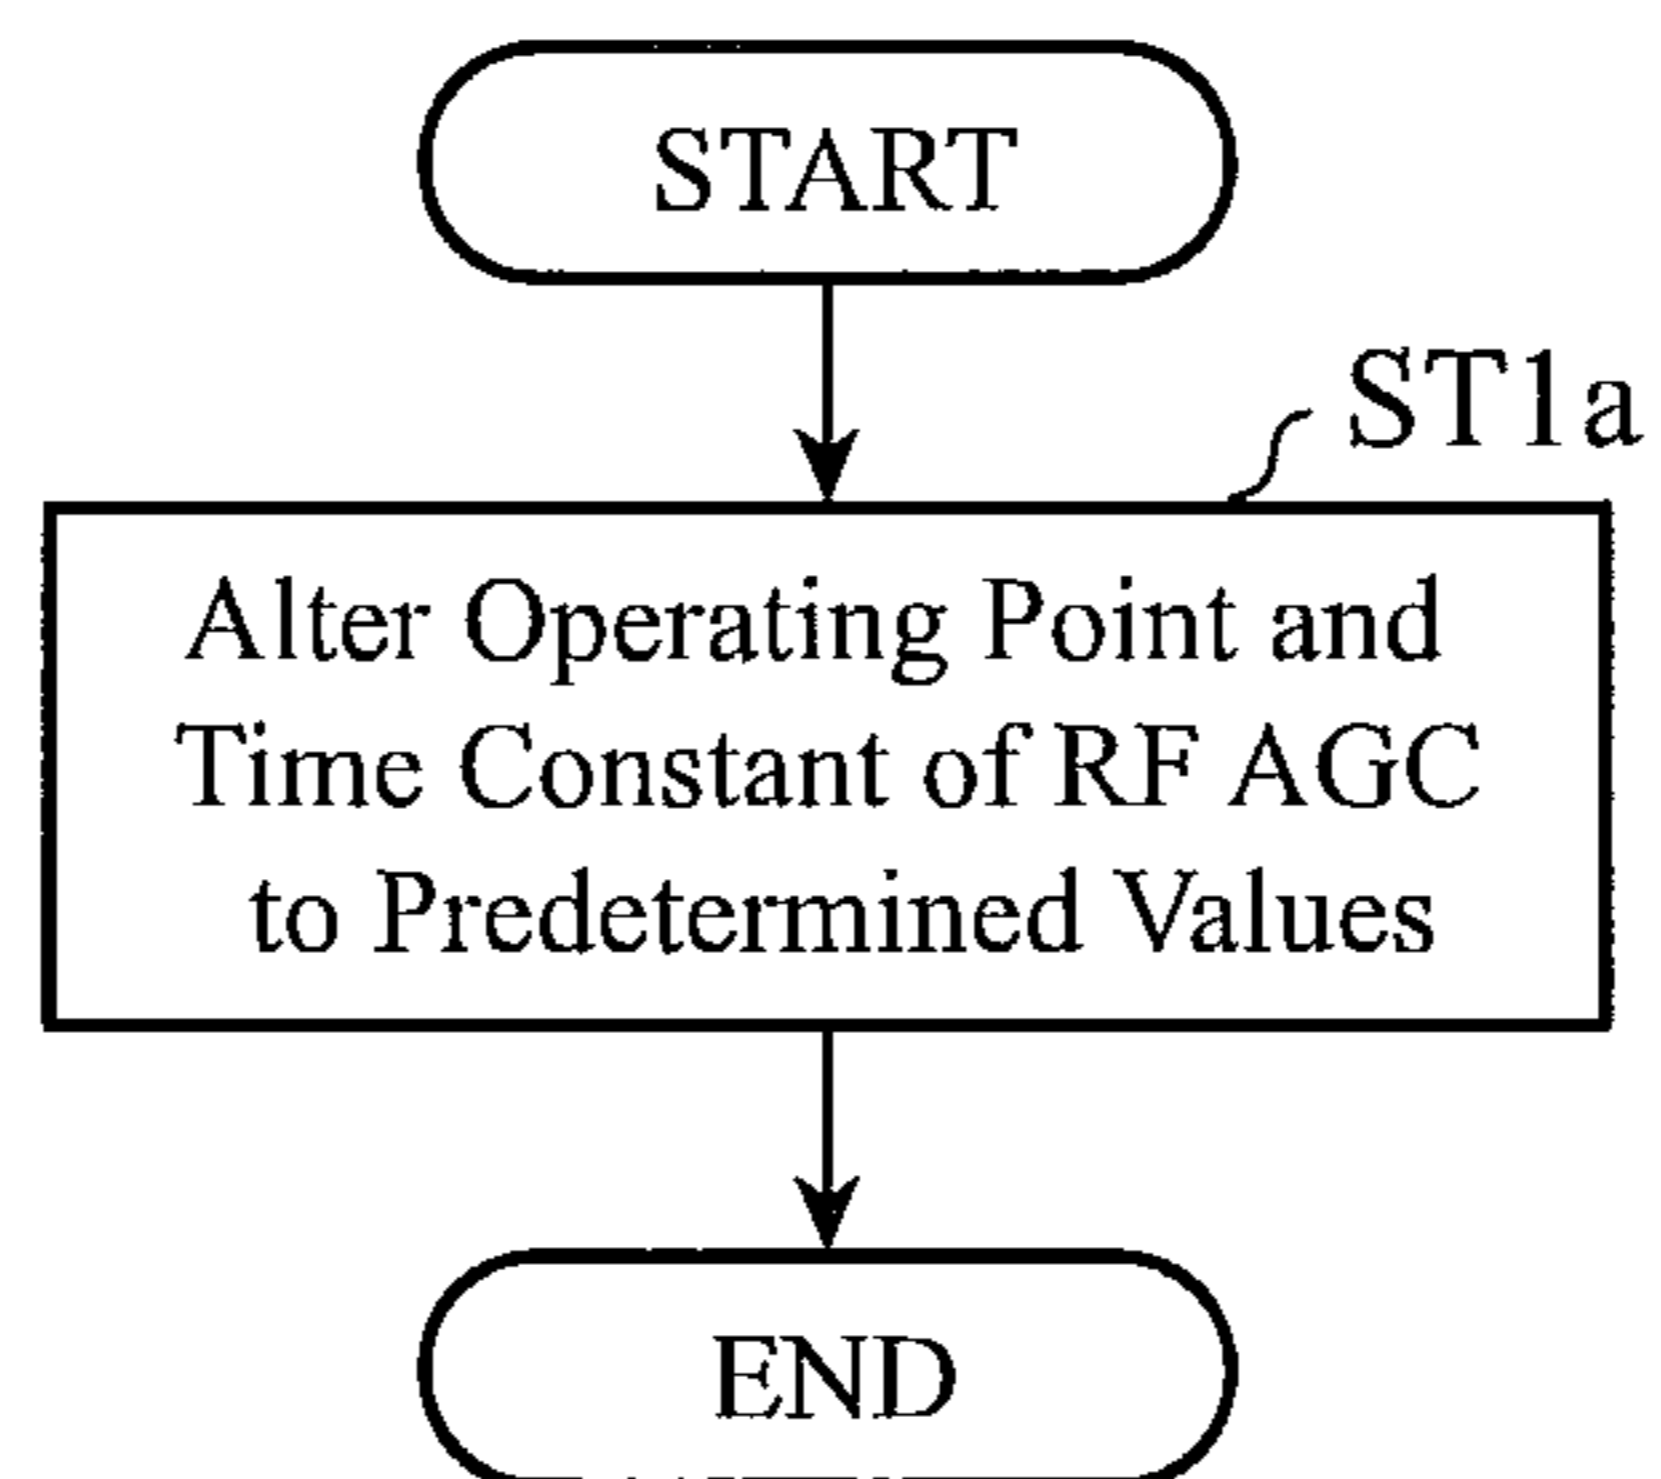 START
ST1a
Alter Operating Point and
Time Constant of RF AGC
to Predetermined Values
END